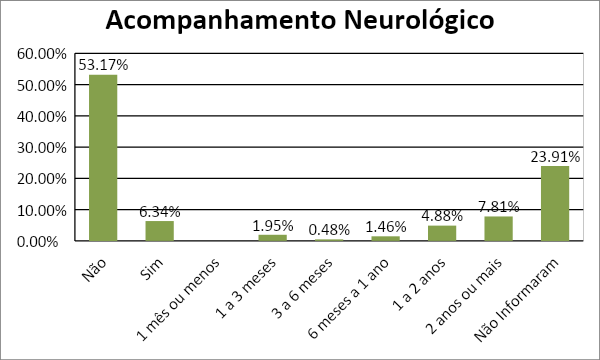 Acompanhamento Neurológico
60.00%
50.00%
40.00%
30.00%
20.00%
10.00%
0.00%
53.17%
6.34%
1.95%
0.48%
1.46%
4.88%
7.81%
23.91%
Não
Sim
1 mês ou menos
1 a 3 meses
3 a 6 meses
6 meses a 1 ano
1 a 2 anos
2 anos ou mais
Não Informaram